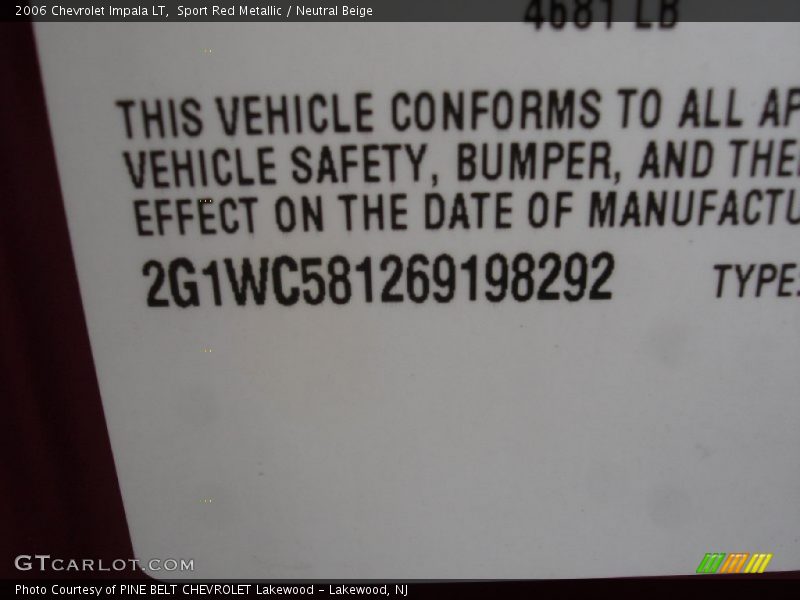 2006 Chevrolet Impala LT,  Sport Red Metallic / Neutral Beige
4681 LB
THIS VEHICLE CONFORMS TO ALL AP
VEHICLE SAFETY, BUMPER, AND THE
EFFECT ON THE DATE OF MANUFACTU
2G1WC581269198292 TYPE:
GTCARLOT.COM
Photo Courtesy of PINE BELT CHEVROLET Lakewood - Lakewood, NJ